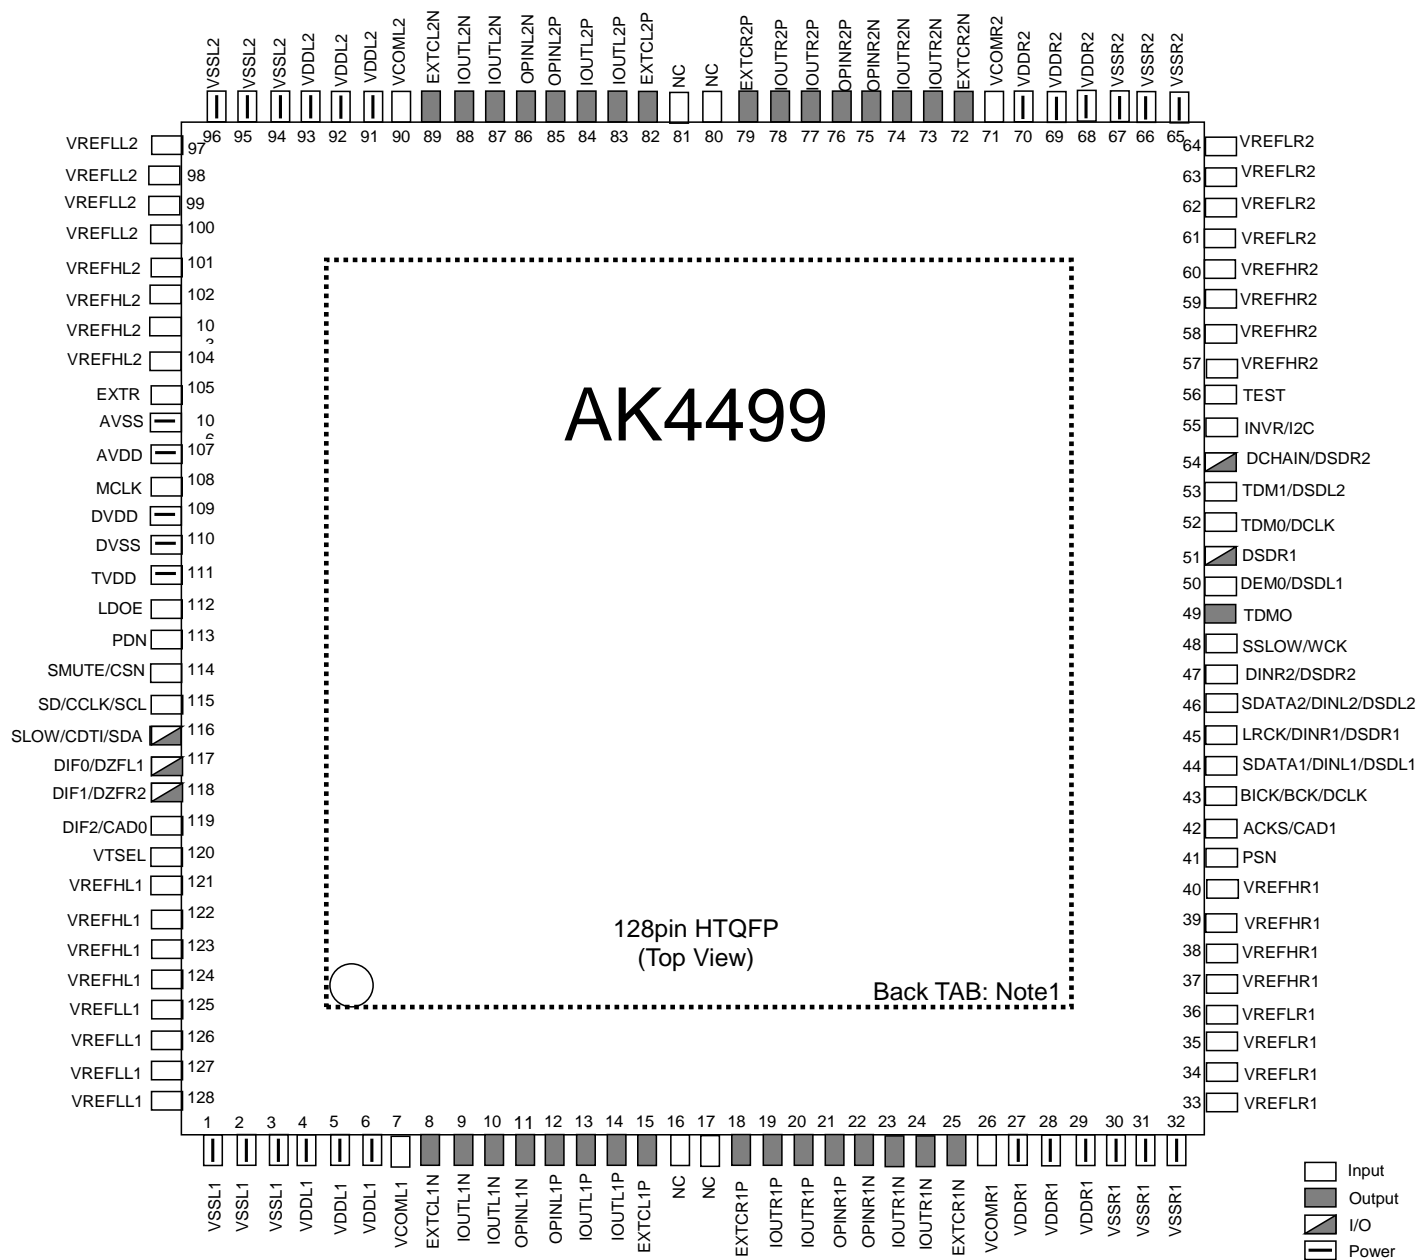 VSSL2 VSSL2 VSSL2 VDDL2 VDDL2 VDDL2 VCOML2 EXTCL2N IOUTL2N IOUTL2N OPINL2N OPINL2P IOUTL2P IOUTL2P EXTCL2P NC NC EXTCR2P IOUTR2P IOUTR2P OPINR2P OPINR2N IOUTR2N IOUTR2N EXTCR2N VCOMR2 VDDR2 VDDR2 VDDR2 VSSR2 VSSR2 VSSR2
96 95 94 93 92 91 90 89 88 87 86 85 84 83 82 81 80 79 78 77 76 75 74 73 72 71 70 69 68 67 66 65
VREFLL2 97
VREFLL2 98
VREFLL2 99
VREFLL2 100
VREFHL2 101
VREFHL2 102
VREFHL2 10
VREFHL2 104
EXTR 105
AVSS 10
AVDD 107
MCLK 108
DVDD 109
DVSS 110
TVDD 111
LDOE 112
PDN 113
SMUTE/CSN 114
SD/CCLK/SCL 115
SLOW/CDTI/SDA 116
DIF0/DZFL1 117
DIF1/DZFR2 118
DIF2/CAD0 119
VTSEL 120
VREFHL1 121
VREFHL1 122
VREFHL1 123
VREFHL1 124
VREFLL1 125
VREFLL1 126
VREFLL1 127
VREFLL1 128
AK4499
128pin HTQFP
(Top View)
Back TAB: Note1
64 VREFLR2
63 VREFLR2
62 VREFLR2
61 VREFLR2
60 VREFHR2
59 VREFHR2
58 VREFHR2
57 VREFHR2
56 TEST
55 INVR/I2C
54 DCHAIN/DSDR2
53 TDM1/DSDL2
52 TDM0/DCLK
51 DSDR1
50 DEM0/DSDL1
49 TDMO
48 SSLOW/WCK
47 DINR2/DSDR2
46 SDATA2/DINL2/DSDL2
45 LRCK/DINR1/DSDR1
44 SDATA1/DINL1/DSDL1
43 BICK/BCK/DCLK
42 ACKS/CAD1
41 PSN
40 VREFHR1
39 VREFHR1
38 VREFHR1
37 VREFHR1
36 VREFLR1
35 VREFLR1
34 VREFLR1
33 VREFLR1
1 2 3 4 5 6 7 8 9 10 11 12 13 14 15 16 17 18 19 20 21 22 23 24 25 26 27 28 29 30 31 32
VSSL1 VSSL1 VSSL1 VDDL1 VDDL1 VDDL1 VCOML1 EXTCL1N IOUTL1N IOUTL1N OPINL1N OPINL1P IOUTL1P IOUTL1P EXTCL1P NC NC EXTCR1P IOUTR1P IOUTR1P OPINR1P OPINR1N IOUTR1N IOUTR1N EXTCR1N VCOMR1 VDDR1 VDDR1 VDDR1 VSSR1 VSSR1 VSSR1
Input
Output
I/O
Power